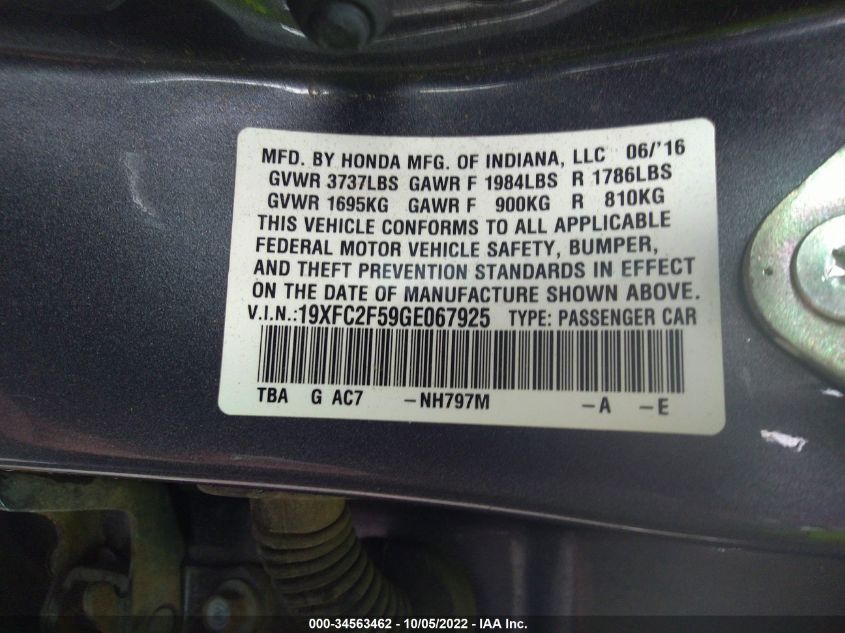 MFD. BY HONDA MFG. OF INDIANA, LLC 06/'16
GVWR 3737LBS GAWR F 1984LBS R 1786LBS
GVWR 1695KG GAWR F 900KG R 810KG
THIS VEHICLE CONFORMS TO ALL APPLICABLE
FEDERAL MOTOR VEHICLE SAFETY, BUMPER,
AND THEFT PREVENTION STANDARDS IN EFFECT
ON THE DATE OF MANUFACTURE SHOWN ABOVE.
V.I.N.:19XFC2F59GE067925 TYPE: PASSENGER CAR
TBA G AC7 -NH797M -A -E
000-34563462 - 10/05/2022 - IAA Inc.